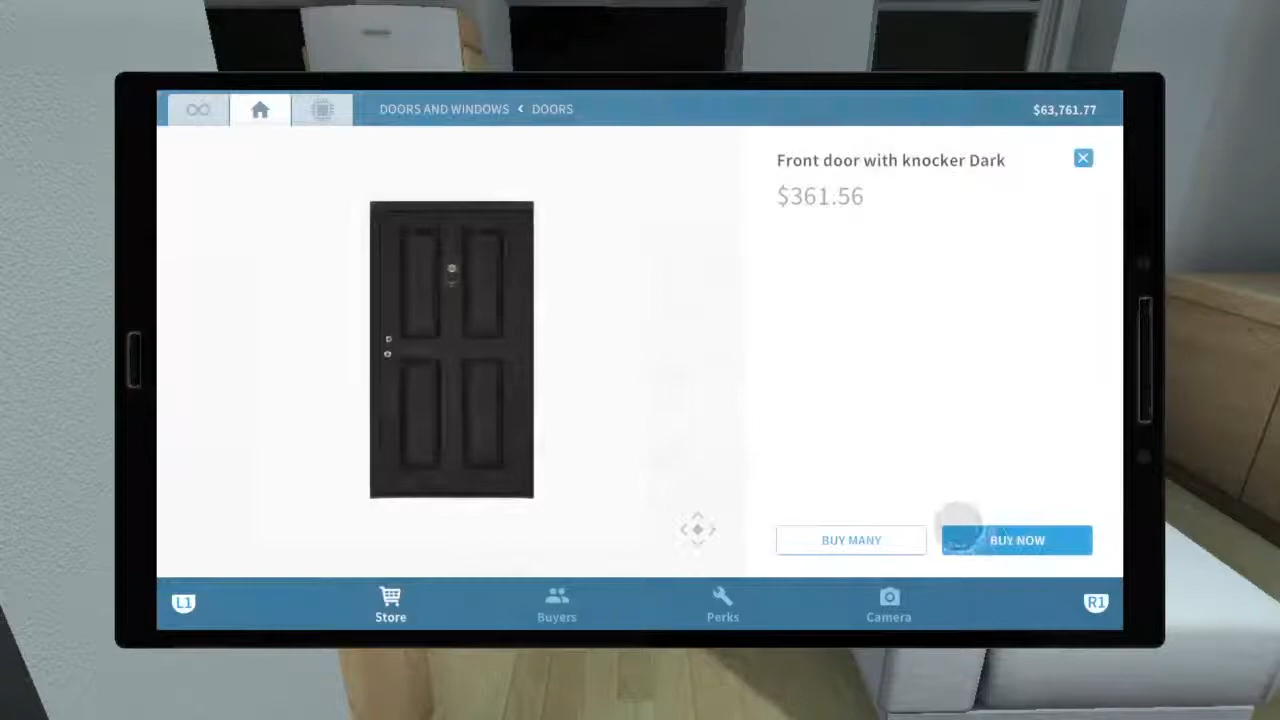 DOORS AND WINDOWS < DOORS
$63,761.77
Front door with knocker Dark
$361.56
BUY MANY
BUY NOW
L1
Store
Buyers
Perks
Camera
R1